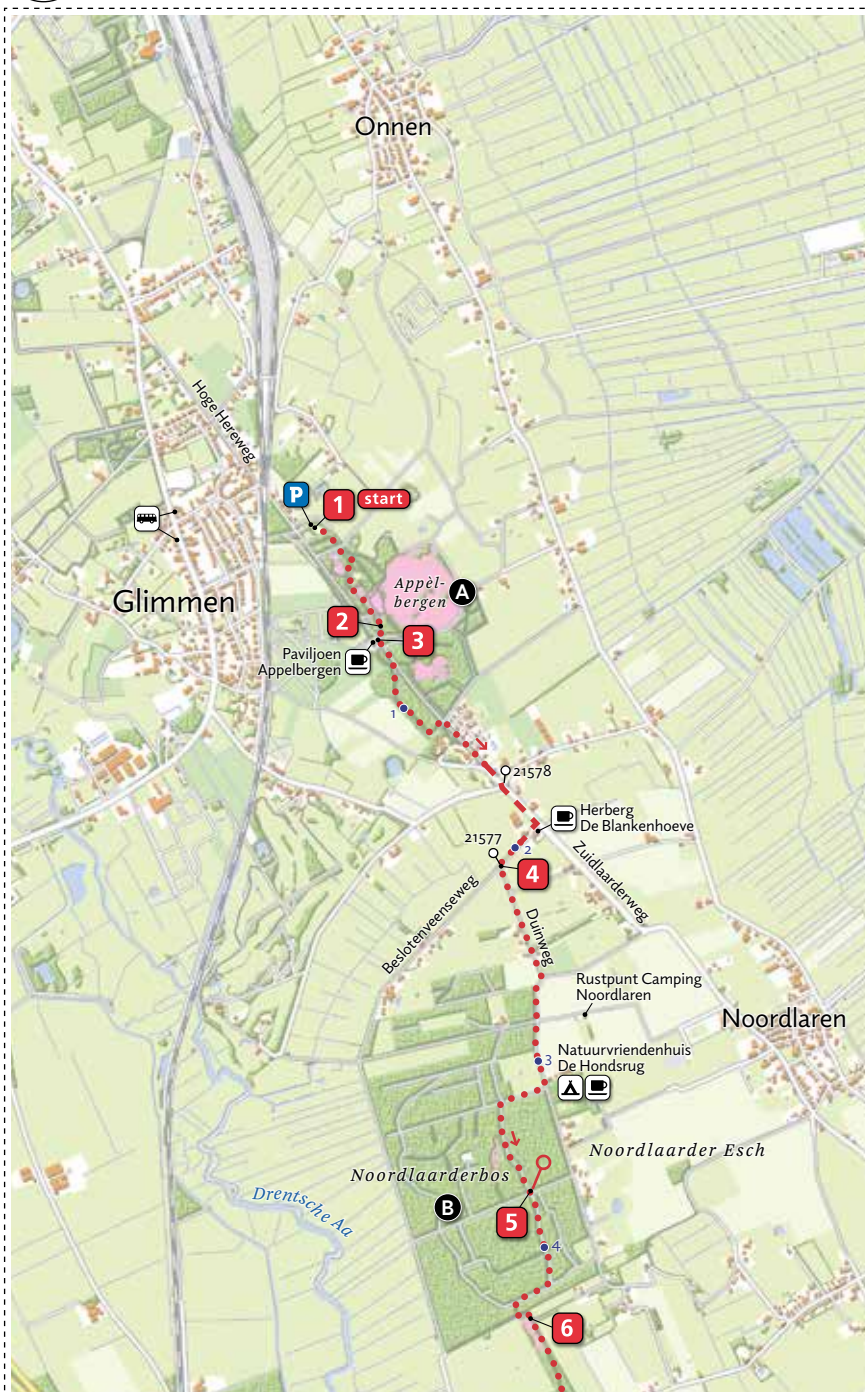 Onnen
Hoge Hereweg
P
1
start
Glimmen
Appèl-
bergen
A
2
3
Paviljoen
Appelbergen
1
21578
Herberg
De Blankenhoeve
21577
2
4
Zuidlaarderweg
Beslotenveenseweg
Duinweg
Rustpunt Camping
Noordlaren
Noordlaren
3
Natuurvriendenhuis
De Hondsrug
Noordlaarder Esch
Noordlaarderbos
B
Drentsche Aa
5
4
6